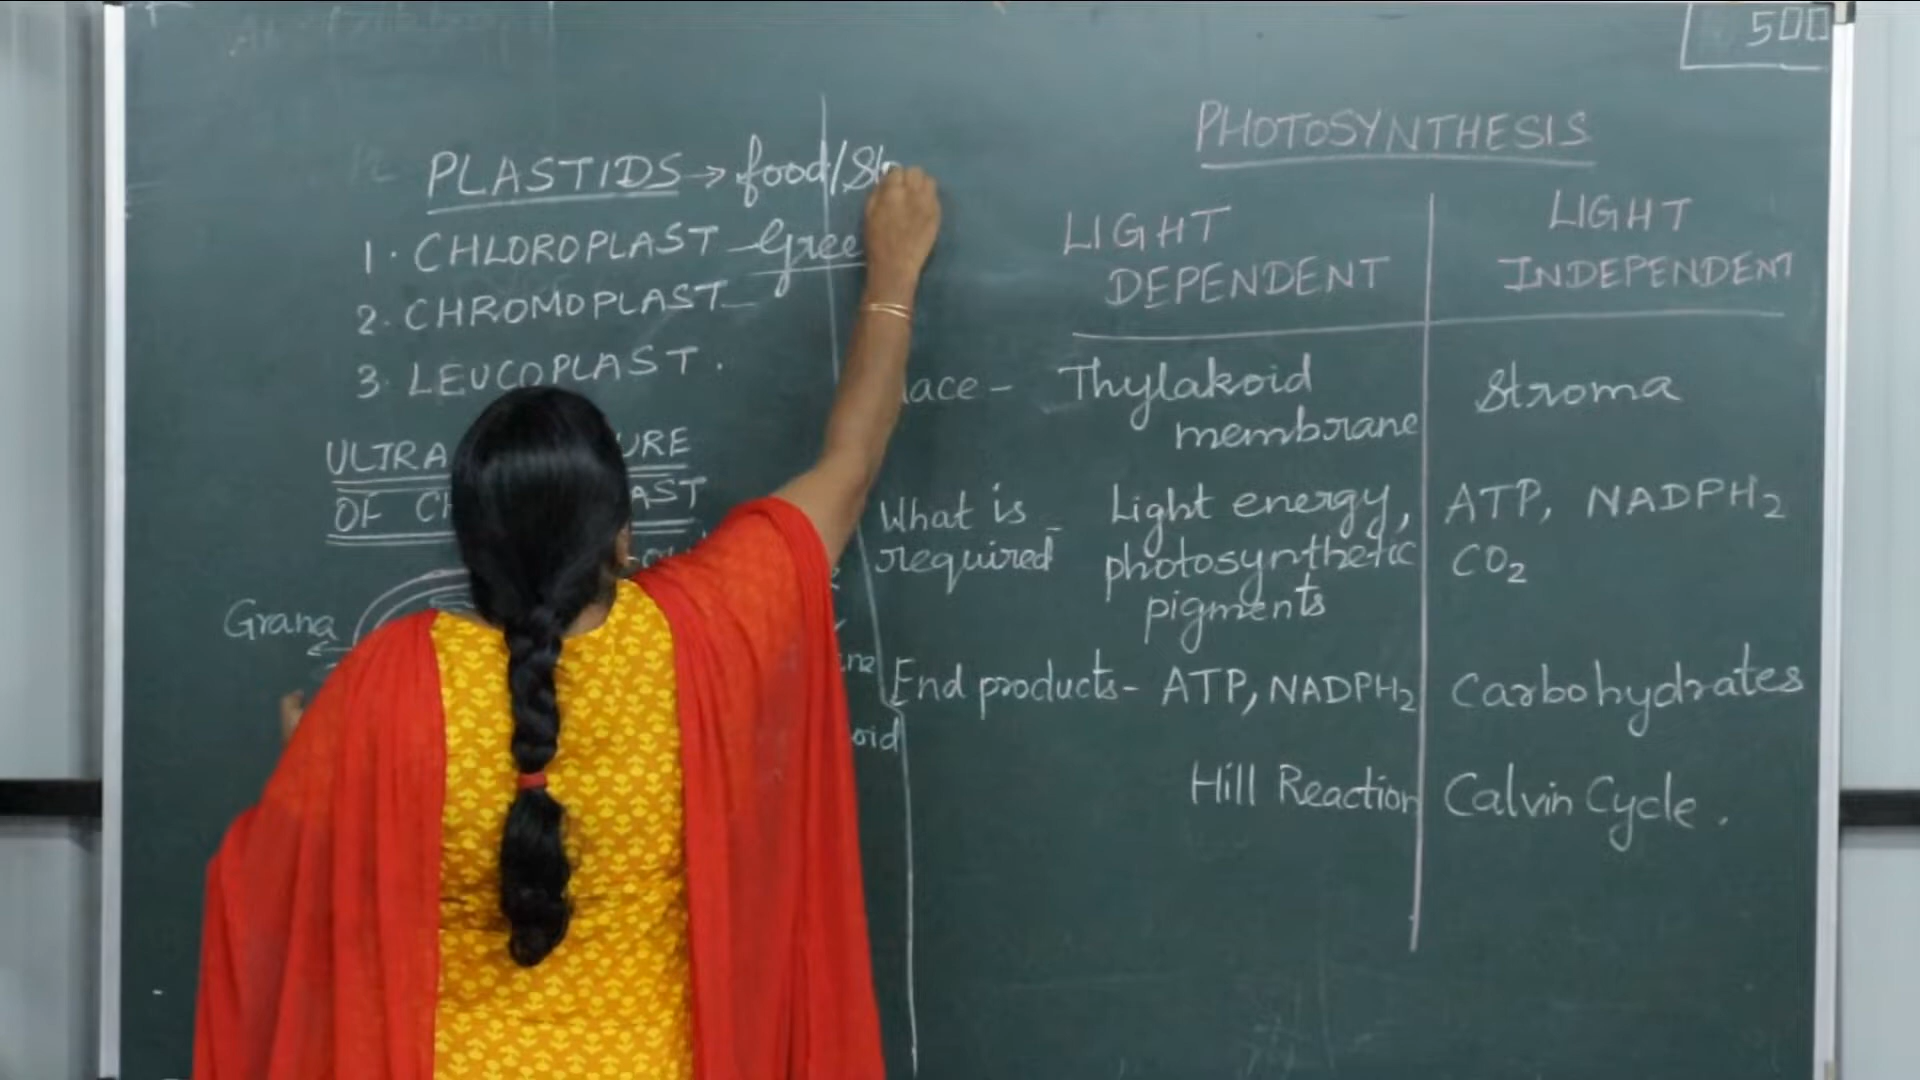 500
PLASTIDS → food/
1. CHLOROPLAST -
2. CHROMOPLAST -
3. LEUCOPLAST.
ULTRA
OF
Grana
PHOTOSYNTHESIS
LIGHT DEPENDENT
LIGHT INDEPENDENT
Thylakoid membrane
Stroma
What is required -
Light energy, photosynthetic pigments
ATP, NADPH2 CO2
End products - ATP, NADPH2
Carbohydrates
Hill Reaction
Calvin Cycle.